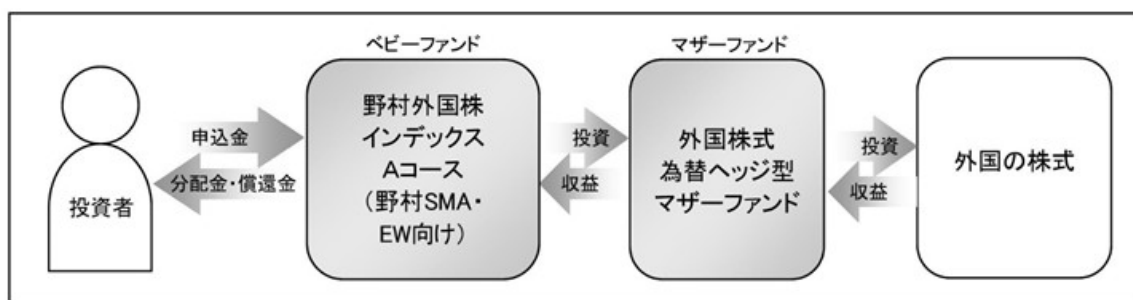 ベビーファンド
マザーファンド
投資者
申込金
分配金・償還金
野村外国株
インデックス
Aコース
（野村SMA・
EW向け）
投資
収益
外国株式
為替ヘッジ型
マザーファンド
投資
収益
外国の株式